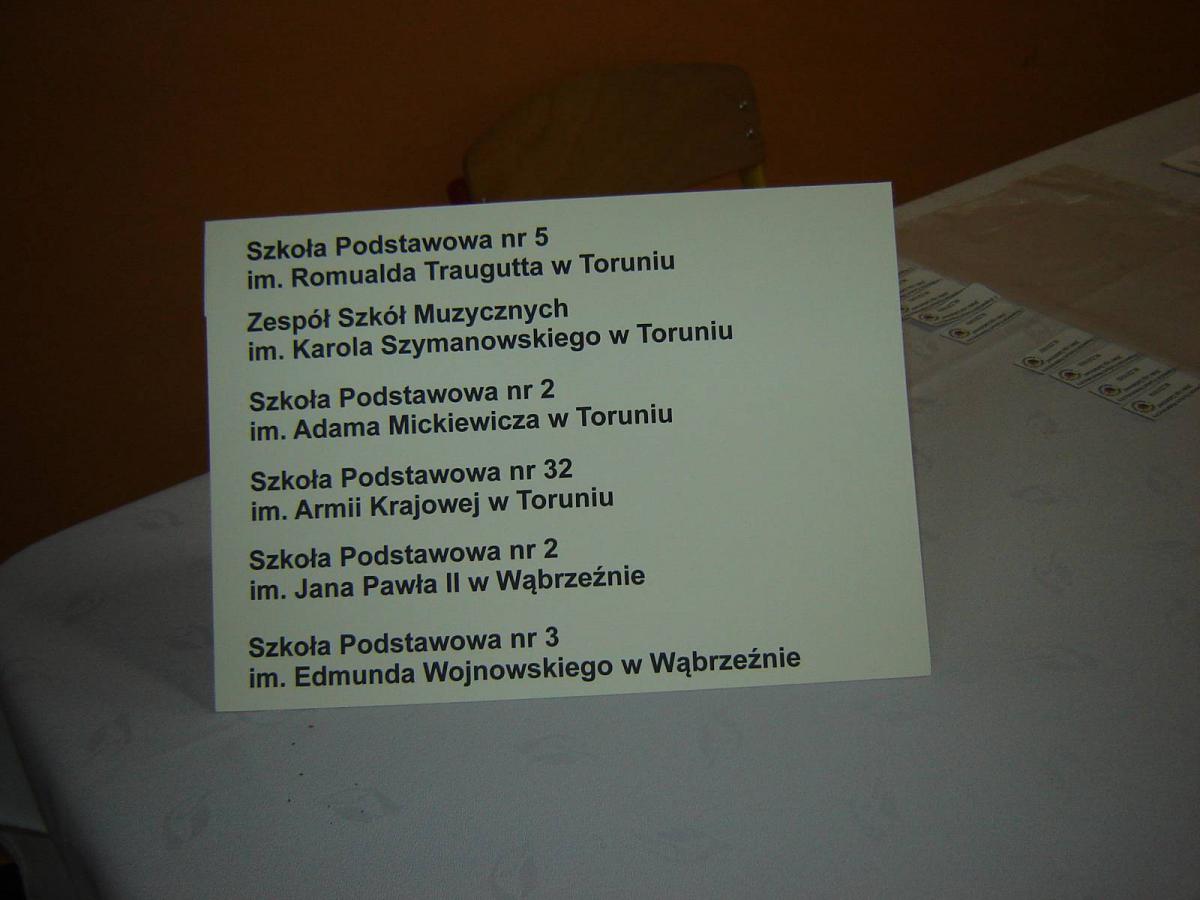 Szkoła Podstawowa nr 5
im. Romualda Traugutta w Toruniu
Zespół Szkół Muzycznych
im. Karola Szymanowskiego w Toruniu
Szkoła Podstawowa nr 2
im. Adama Mickiewicza w Toruniu
Szkoła Podstawowa nr 32
im. Armii Krajowej w Toruniu
Szkoła Podstawowa nr 2
im. Jana Pawła II w Wąbrzeźnie
Szkoła Podstawowa nr 3
im. Edmunda Wojnowskiego w Wąbrzeźnie